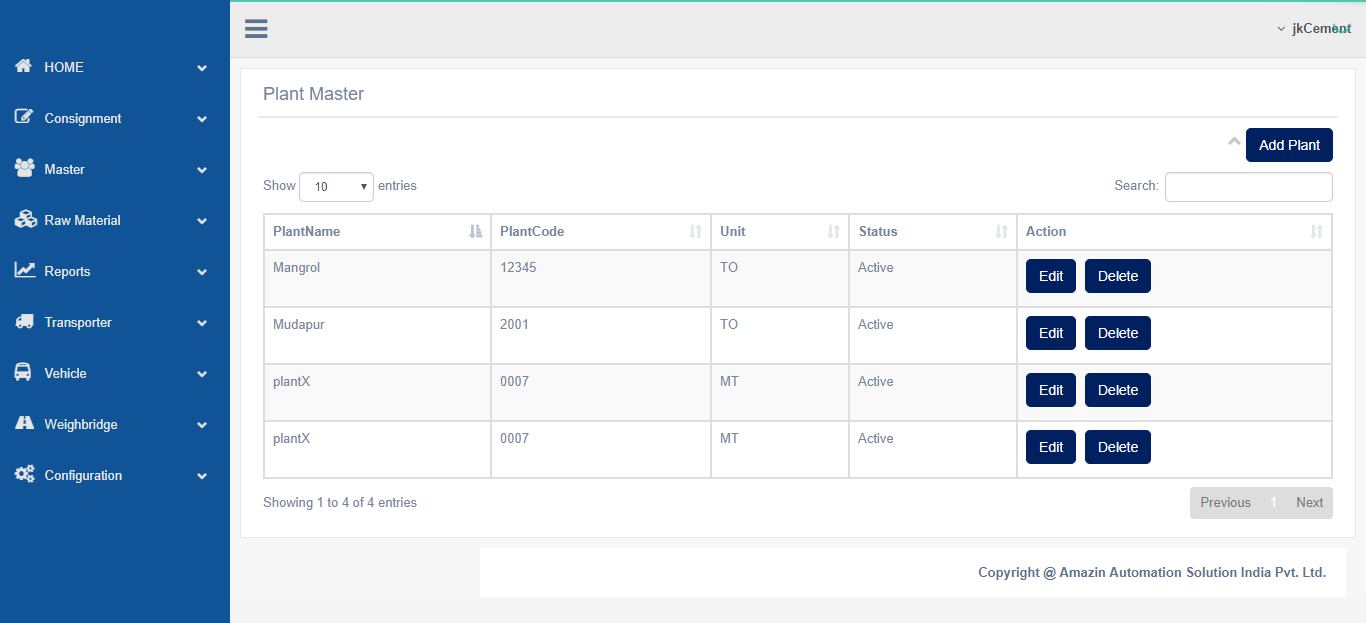 jkCement
HOME
Consignment
Master
Raw Material
Reports
Transporter
Vehicle
Weighbridge
Configuration
Plant Master
Add Plant
Show 10 entries Search:
PlantName PlantCode Unit Status Action
Mangrol 12345 TO Active Edit Delete
Mudapur 2001 TO Active Edit Delete
plantX 0007 MT Active Edit Delete
plantX 0007 MT Active Edit Delete
Showing 1 to 4 of 4 entries Previous 1 Next
Copyright @ Amazin Automation Solution India Pvt. Ltd.